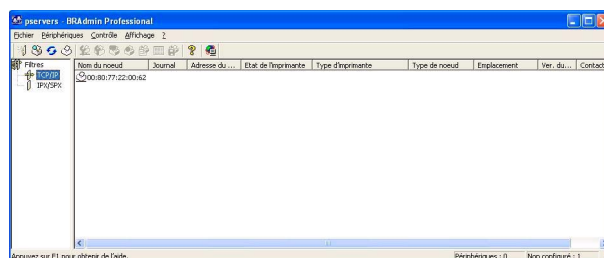 pservers - BRAdmin Professional
Fichier Périphériques Contrôle Affichage ?
Filtres
TCP/IP
IPX/SPX
Nom du noeud Journal Adresse du ... Etat de l'imprimante Type d'imprimante Type de noeud Emplacement Ver. du... Contact
00:80:77:22:00:62
Appuyez sur F1 pour obtenir de l'aide. Périphériques : 0 Non configuré : 1